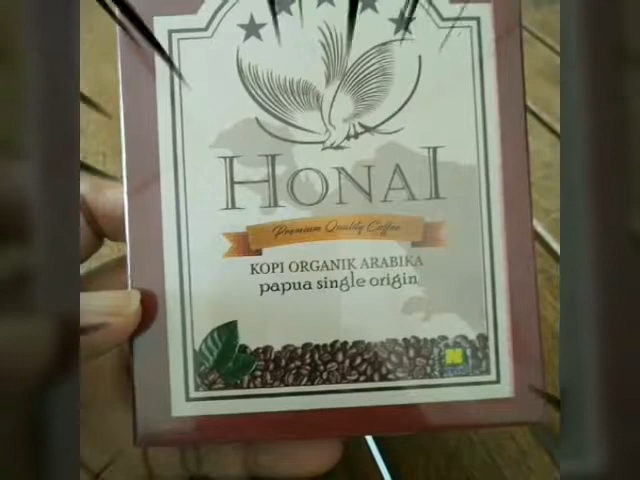 HONAI
Premium Quality Coffee
KOPI ORGANIK ARABIKA
papua single origin